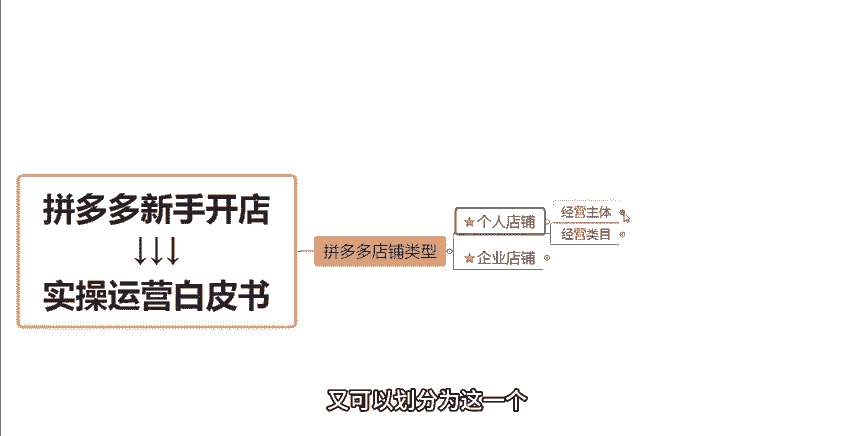 拼多多新手开店
↓↓↓
实操运营白皮书
拼多多店铺类型
个人店铺
经营主体
经营类目
企业店铺
又可以划分为这一个